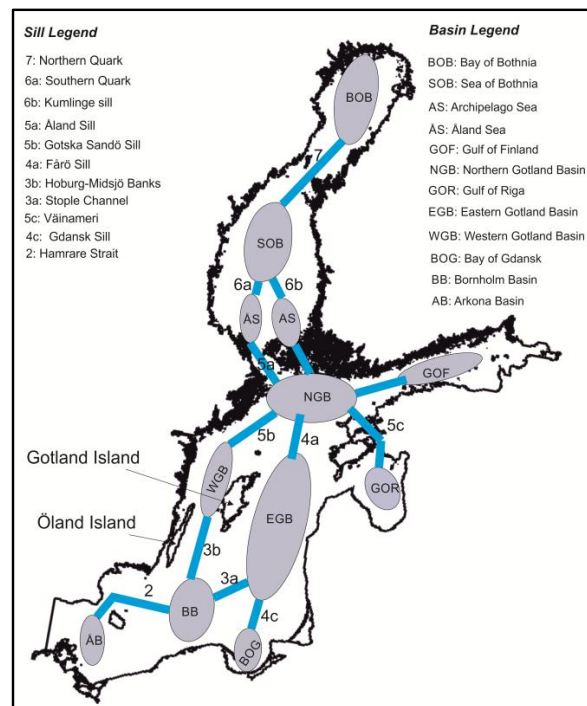 Sill Legend
7: Northern Quark
6a: Southern Quark
6b: Kumlinge sill
5a: Åland Sill
5b: Gotska Sandö Sill
4a: Fårö Sill
3b: Hoburg-Midsjö Banks
3a: Stople Channel
5c: Väinameri
4c: Gdansk Sill
2: Hamrare Strait
Basin Legend
BOB: Bay of Bothnia
SOB: Sea of Bothnia
AS: Archipelago Sea
ÅS: Åland Sea
GOF: Gulf of Finland
NGB: Northern Gotland Basin
GOR: Gulf of Riga
EGB: Eastern Gotland Basin
WGB: Western Gotland Basin
BOG: Bay of Gdansk
BB: Bornholm Basin
AB: Arkona Basin
BOB
7
SOB
6a
6b
ÅS
AS
5a
GOF
NGB
5b
4a
5c
Gotland Island
WGB
GOR
Öland Island
EGB
3b
3a
2
BB
4c
ÅB
BOG